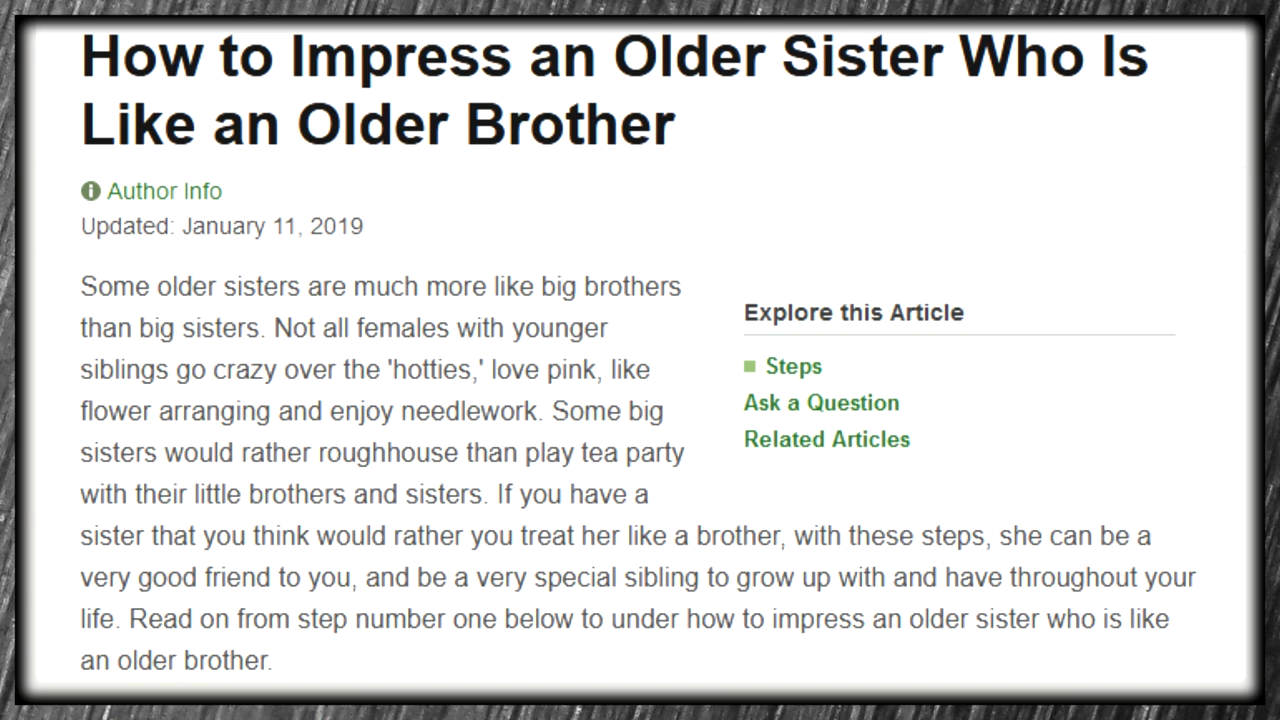 How to Impress an Older Sister Who Is
Like an Older Brother
Author Info
Updated: January 11, 2019
Some older sisters are much more like big brothers
than big sisters. Not all females with younger
siblings go crazy over the 'hotties,' love pink, like
flower arranging and enjoy needlework. Some big
sisters would rather roughhouse than play tea party
with their little brothers and sisters. If you have a
sister that you think would rather you treat her like a brother, with these steps, she can be a
very good friend to you, and be a very special sibling to grow up with and have throughout your
life. Read on from step number one below to under how to impress an older sister who is like
an older brother.
Explore this Article
Steps
Ask a Question
Related Articles